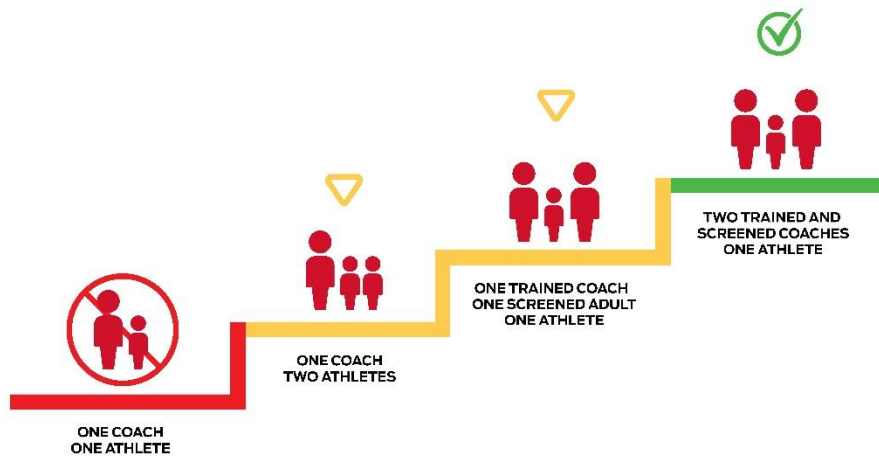 ONE COACH
ONE ATHLETE
ONE COACH
TWO ATHLETES
ONE TRAINED COACH
ONE SCREENED ADULT
ONE ATHLETE
TWO TRAINED AND
SCREENED COACHES
ONE ATHLETE